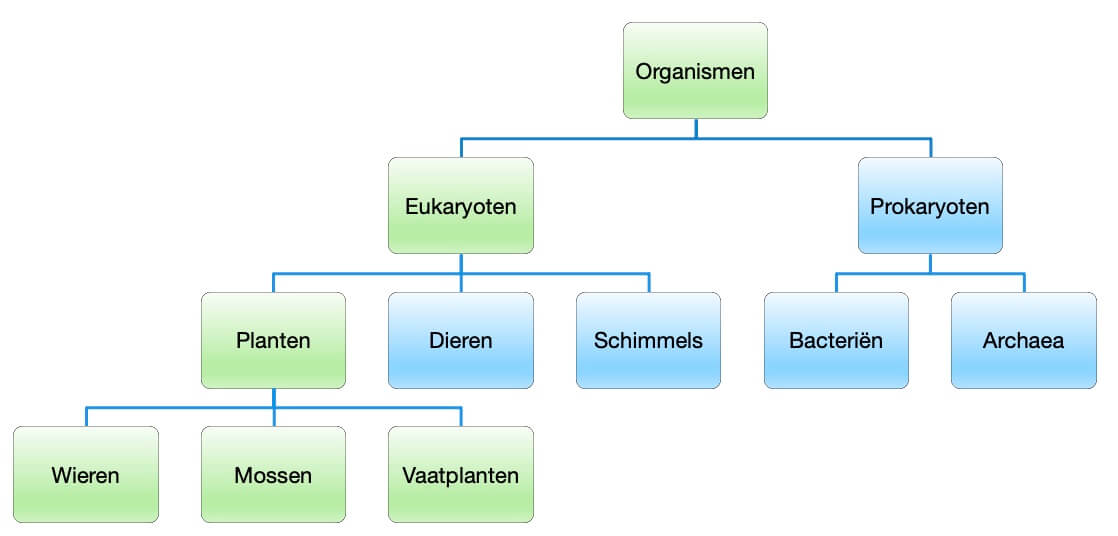 Organismen
Eukaryoten
Prokaryoten
Planten
Dieren
Schimmels
Bacteriën
Archaea
Wieren
Mossen
Vaatplanten